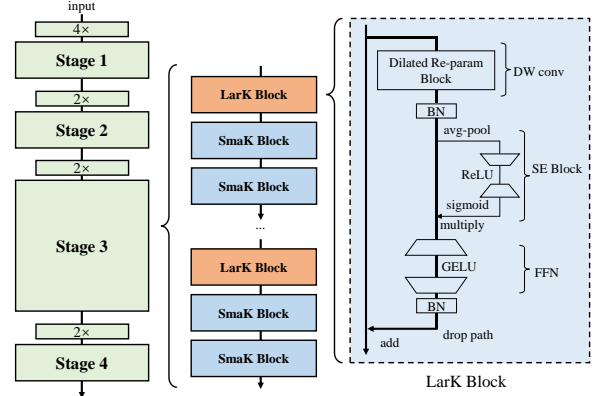 input
4×
Stage 1
2×
Stage 2
2×
Stage 3
2×
Stage 4
LarK Block
SmaK Block
SmaK Block
...
LarK Block
SmaK Block
SmaK Block
Dilated Re-param
Block
DW conv
BN
avg-pool
ReLU
SE Block
sigmoid
multiply
GELU
FFN
BN
drop path
add
LarK Block